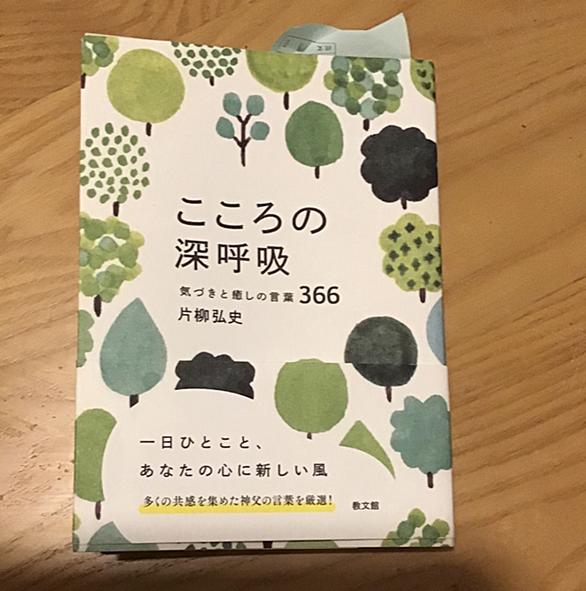 こころの
深呼吸
気づきと癒しの言葉366
片柳弘史
一日ひとこと、
あなたの心に新しい風
多くの共感を集めた神父の言葉を厳選!
教文館